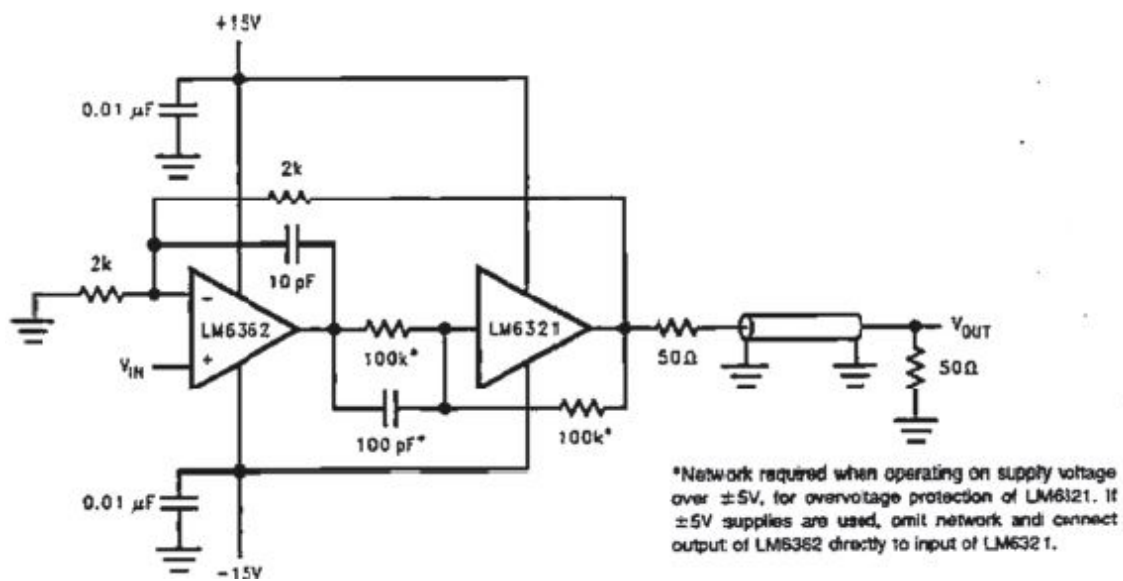 +15V
0.01 μF
2k
10 pF
2k
LM6362
LM6321
−
+
V_IN
100k*
100 pF*
100k*
50Ω
V_OUT
50Ω
0.01 μF
−15V
*Network required when operating on supply voltage
over ±5V, for overvoltage protection of LM6321. If
±5V supplies are used, omit network and connect
output of LM6362 directly to input of LM6321.